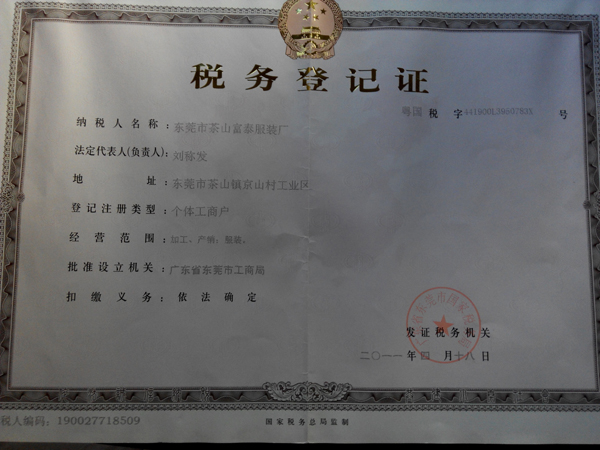 税务登记证
粤国 税 字 441900L3960783X 号
纳税人名称：东莞市茶山富泰服装厂
法定代表人(负责人)：刘称发
地 址：东莞市茶山镇京山村工业区
登记注册类型：个体工商户
经营范围：加工、产销：服装。
批准设立机关：广东省东莞市工商局
扣缴义务：依法确定
发证税务机关
二〇一一 年 四 月 十八 日
税人编码：190027718509
国家税务总局监制